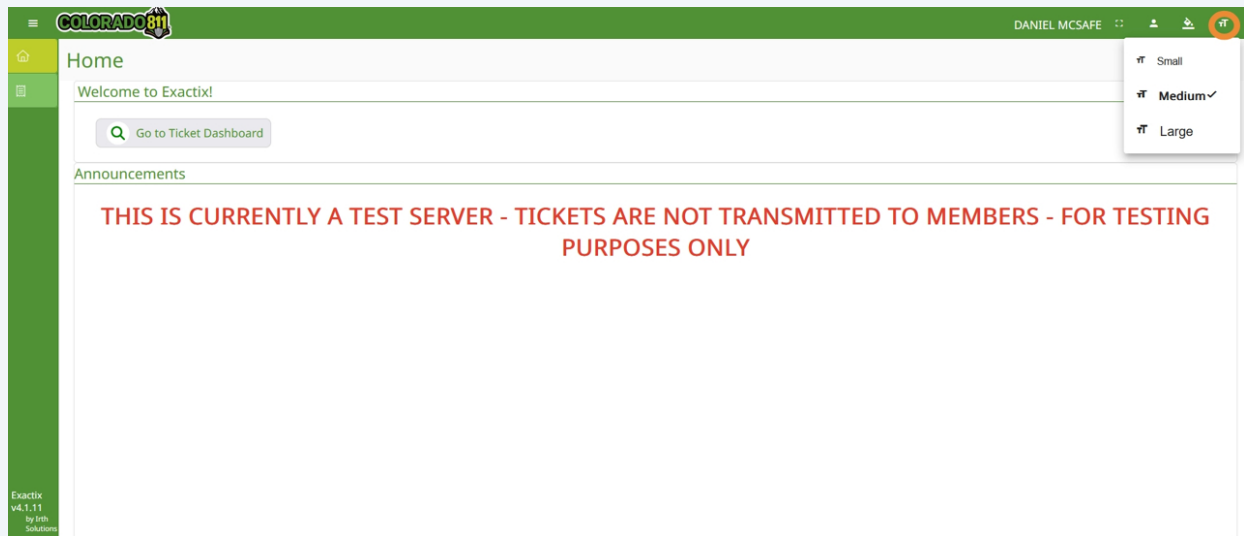 COLORADO811
DANIEL MCSAFE
Home
Small
Medium
Large
Welcome to Exactix!
Go to Ticket Dashboard
Announcements
THIS IS CURRENTLY A TEST SERVER - TICKETS ARE NOT TRANSMITTED TO MEMBERS - FOR TESTING
PURPOSES ONLY
Exactix
v4.1.11
by Irth
Solutions